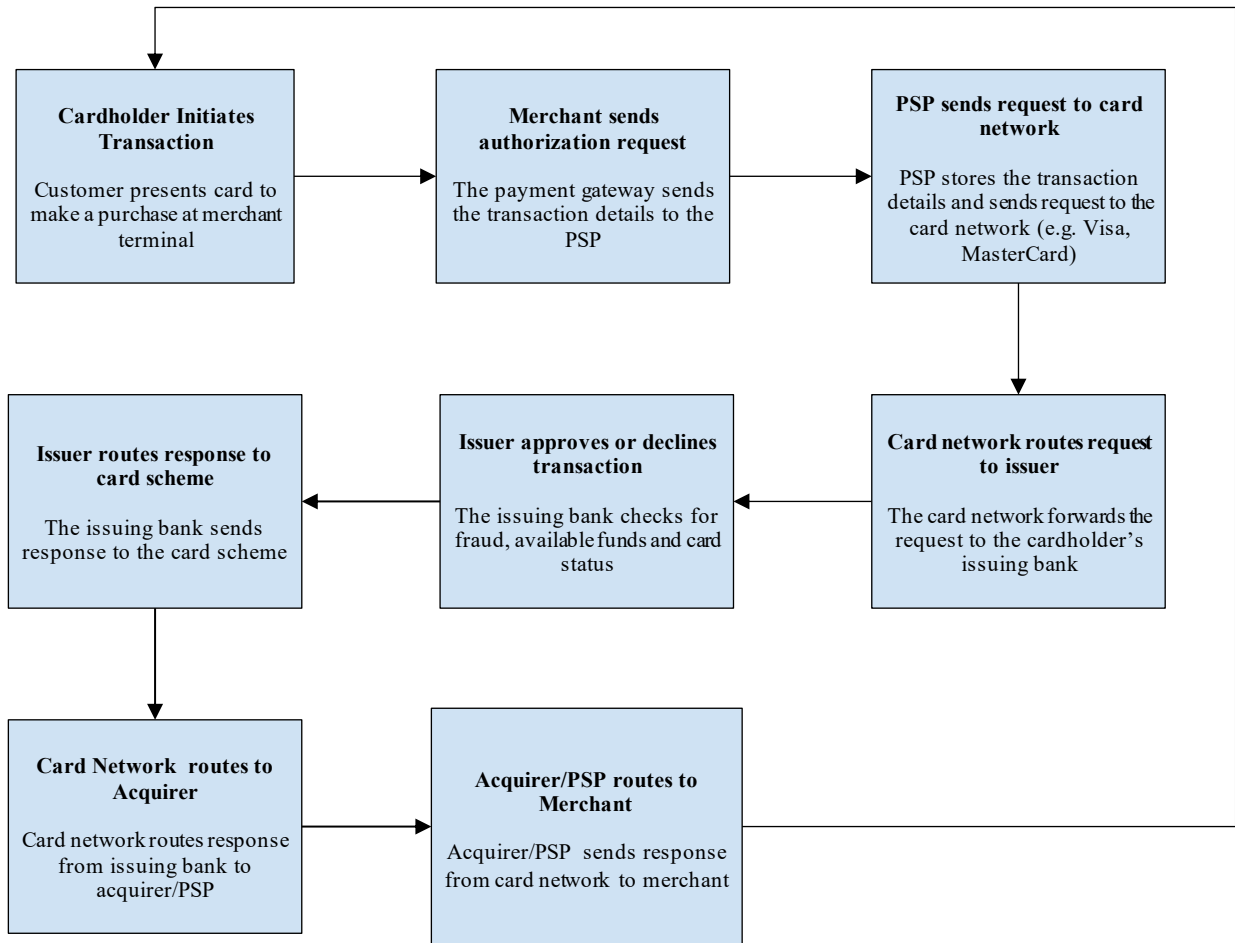 Cardholder Initiates
Transaction
Customer presents card to
make a purchase at merchant
terminal
Merchant sends
authorization request
The payment gateway sends
the transaction details to the
PSP
PSP sends request to card
network
PSP stores the transaction
details and sends request to the
card network (e.g. Visa,
MasterCard)
Card network routes request
to issuer
The card network forwards the
request to the cardholder’s
issuing bank
Issuer approves or declines
transaction
The issuing bank checks for
fraud, available funds and card
status
Issuer routes response to
card scheme
The issuing bank sends
response to the card scheme
Card Network routes to
Acquirer
Card network routes response
from issuing bank to
acquirer/PSP
Acquirer/PSP routes to
Merchant
Acquirer/PSP sends response
from card network to merchant